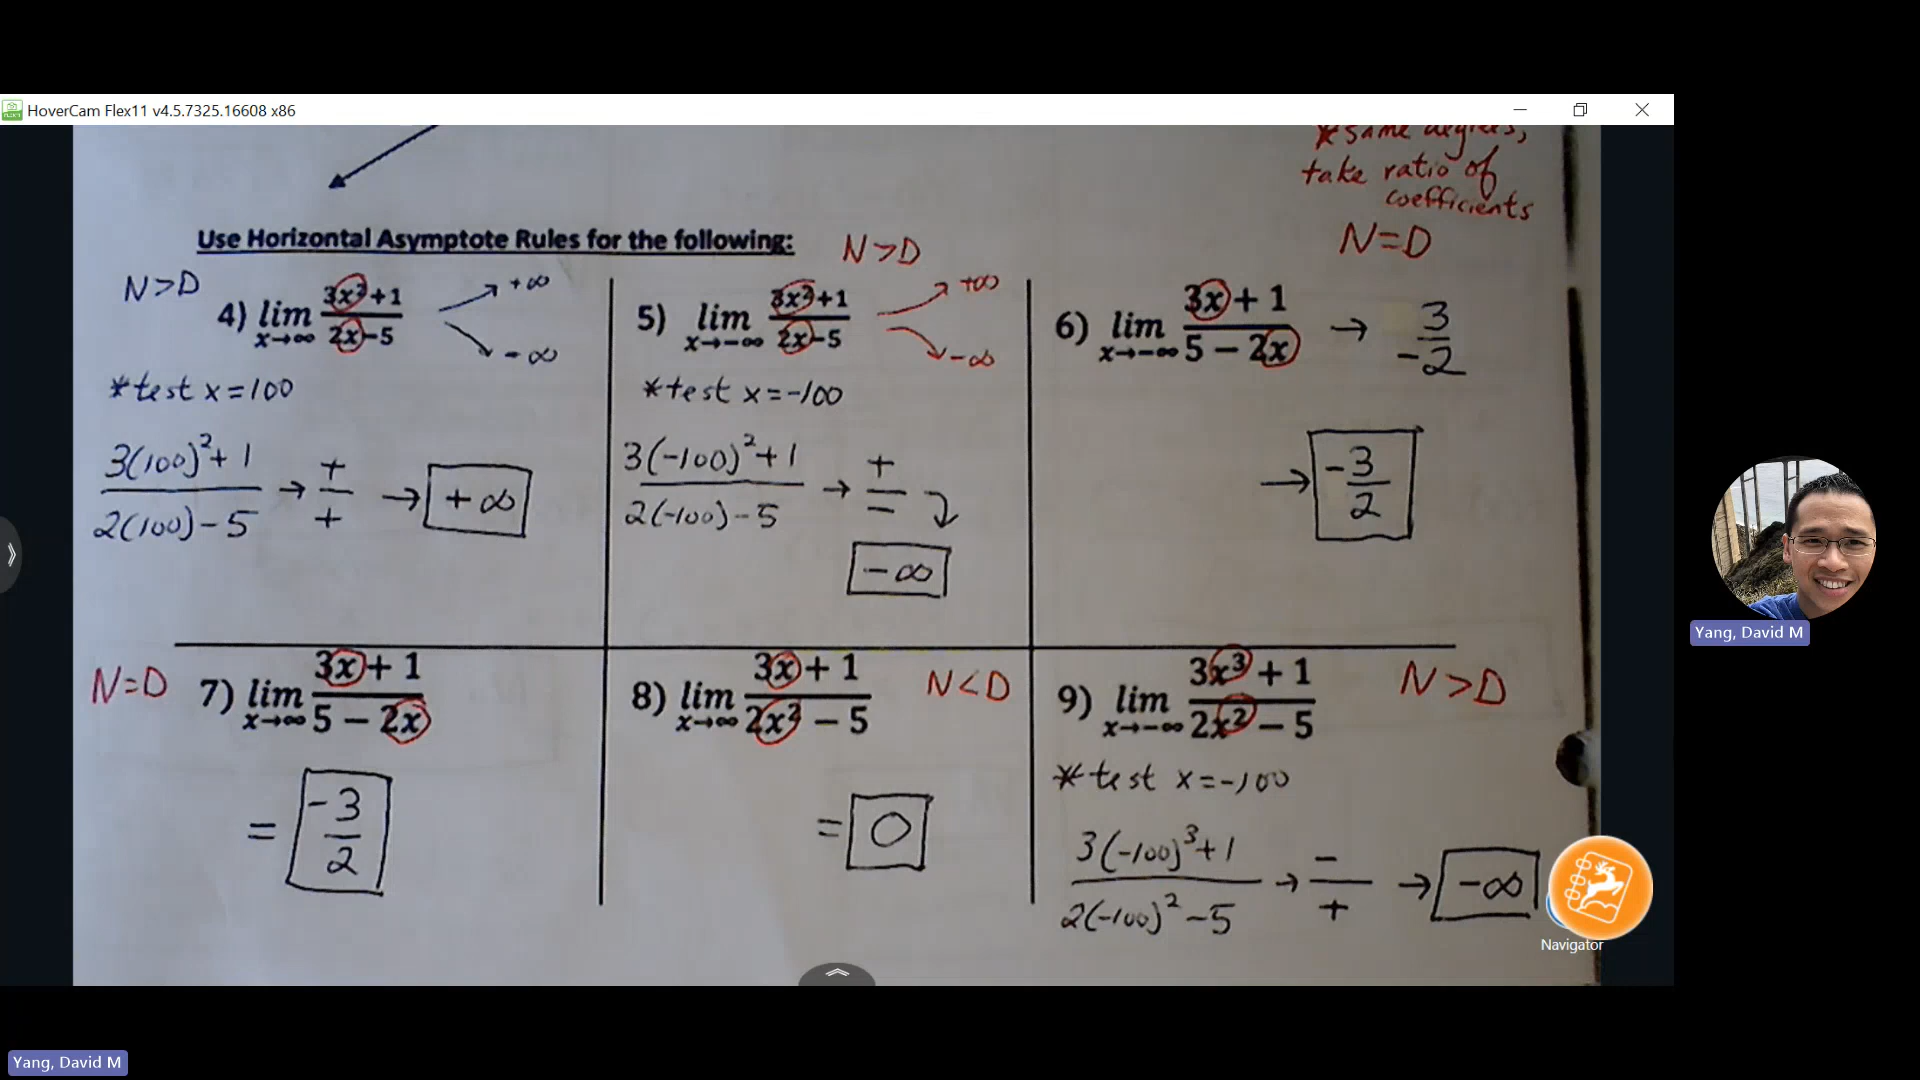 HoverCam Flex11 v4.5.7325.16608 x86
*same degrees,
take ratio of
coefficients
Use Horizontal Asymptote Rules for the following:
N>D
4) lim x→∞ (3x²+1)/(2x-5)
+∞
-∞
*test x=100
(3(100)²+1)/(2(100)-5) → +/+ → +∞
N>D
5) lim x→-∞ (3x²+1)/(2x-5)
+∞
-∞
*test x=-100
(3(-100)²+1)/(2(-100)-5) → +/-
-∞
N=D
6) lim x→-∞ (3x+1)/(5-2x) → 3/-2
→ -3/2
N=D
7) lim x→∞ (3x+1)/(5-2x)
= -3/2
8) lim x→∞ (3x+1)/(2x²-5)
N<D
= 0
9) lim x→-∞ (3x³+1)/(2x²-5)
N>D
*test x=-100
(3(-100)³+1)/(2(-100)²-5) → -/+ → -∞
Navigator
Yang, David M
Yang, David M